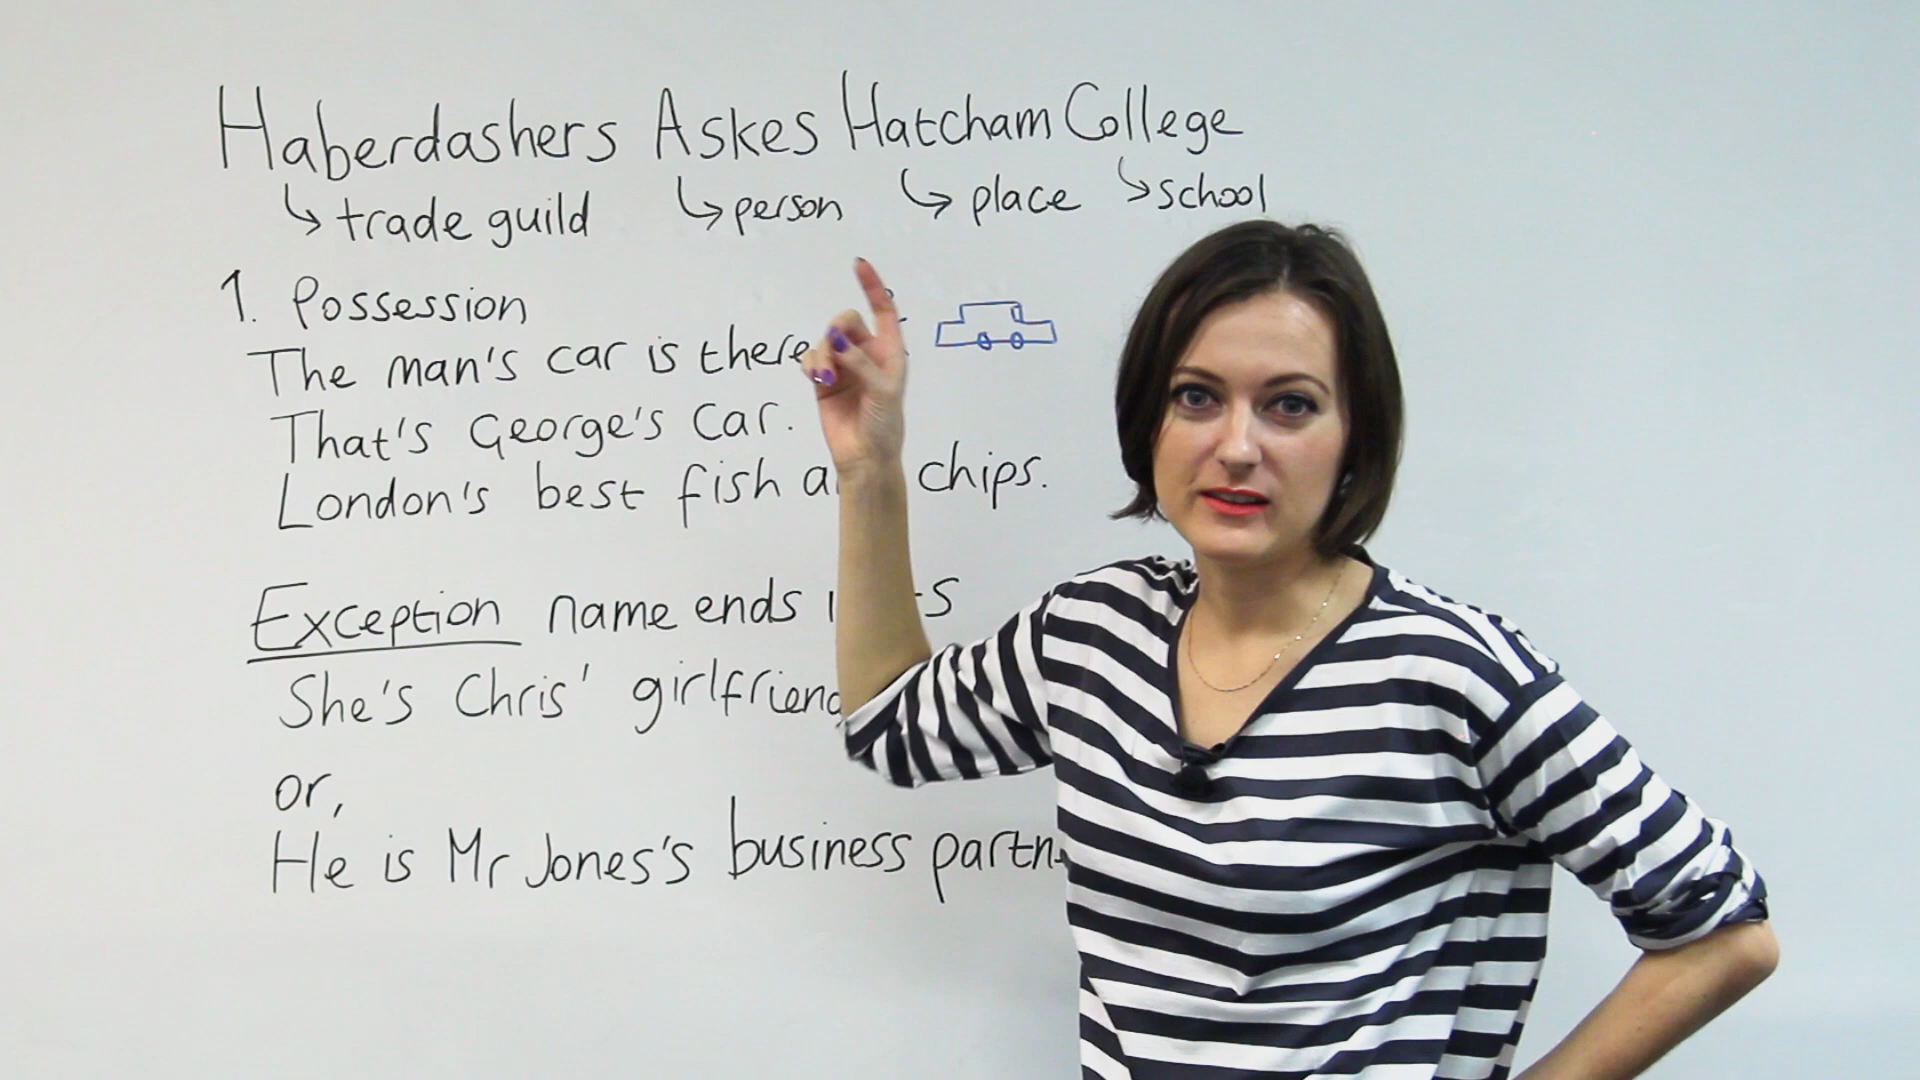 Haberdashers Askes Hatcham College
↳ trade guild ↳ person ↳ place ↳ school
1. Possession
The man's car is there
That's George's car.
London's best fish chips.
Exception name ends -s
She's Chris' girlfriend
or,
He is Mr Jones's business